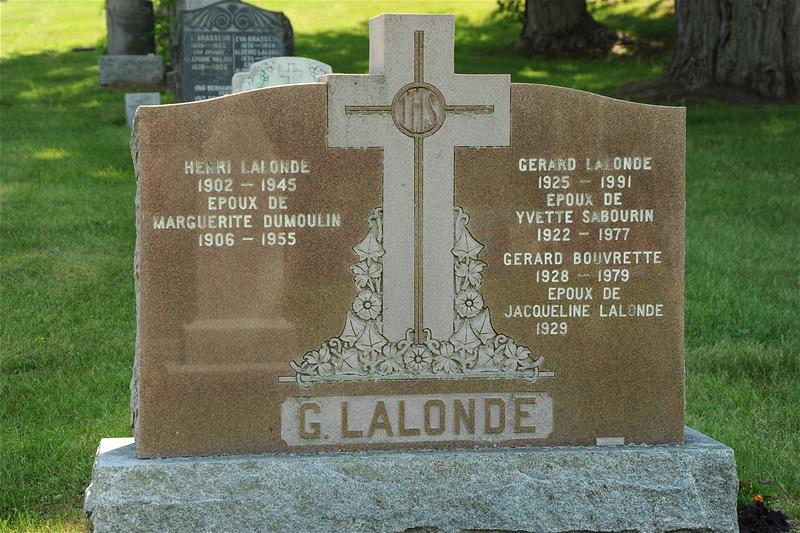 IHS
HENRI LALONDE
1902 — 1945
EPOUX DE
MARGUERITE DUMOULIN
1906 — 1955
GERARD LALONDE
1925 — 1991
EPOUX DE
YVETTE SABOURIN
1922 — 1977
GERARD BOUVRETTE
1928 — 1979
EPOUX DE
JACQUELINE LALONDE
1929
G. LALONDE
BRASSEUR